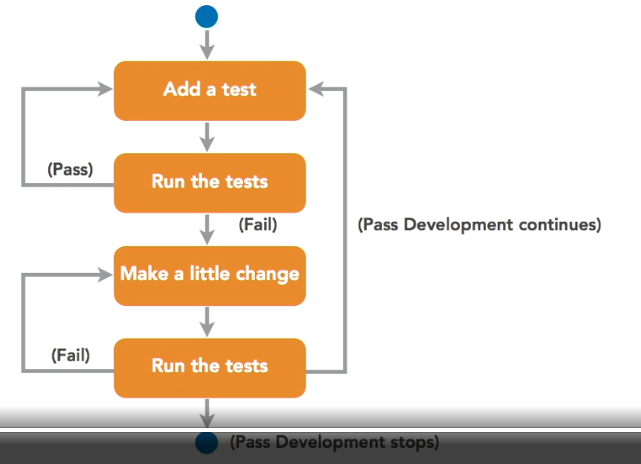 Add a test
(Pass)
Run the tests
(Fail)
(Pass Development continues)
Make a little change
(Fail)
Run the tests
(Pass Development stops)